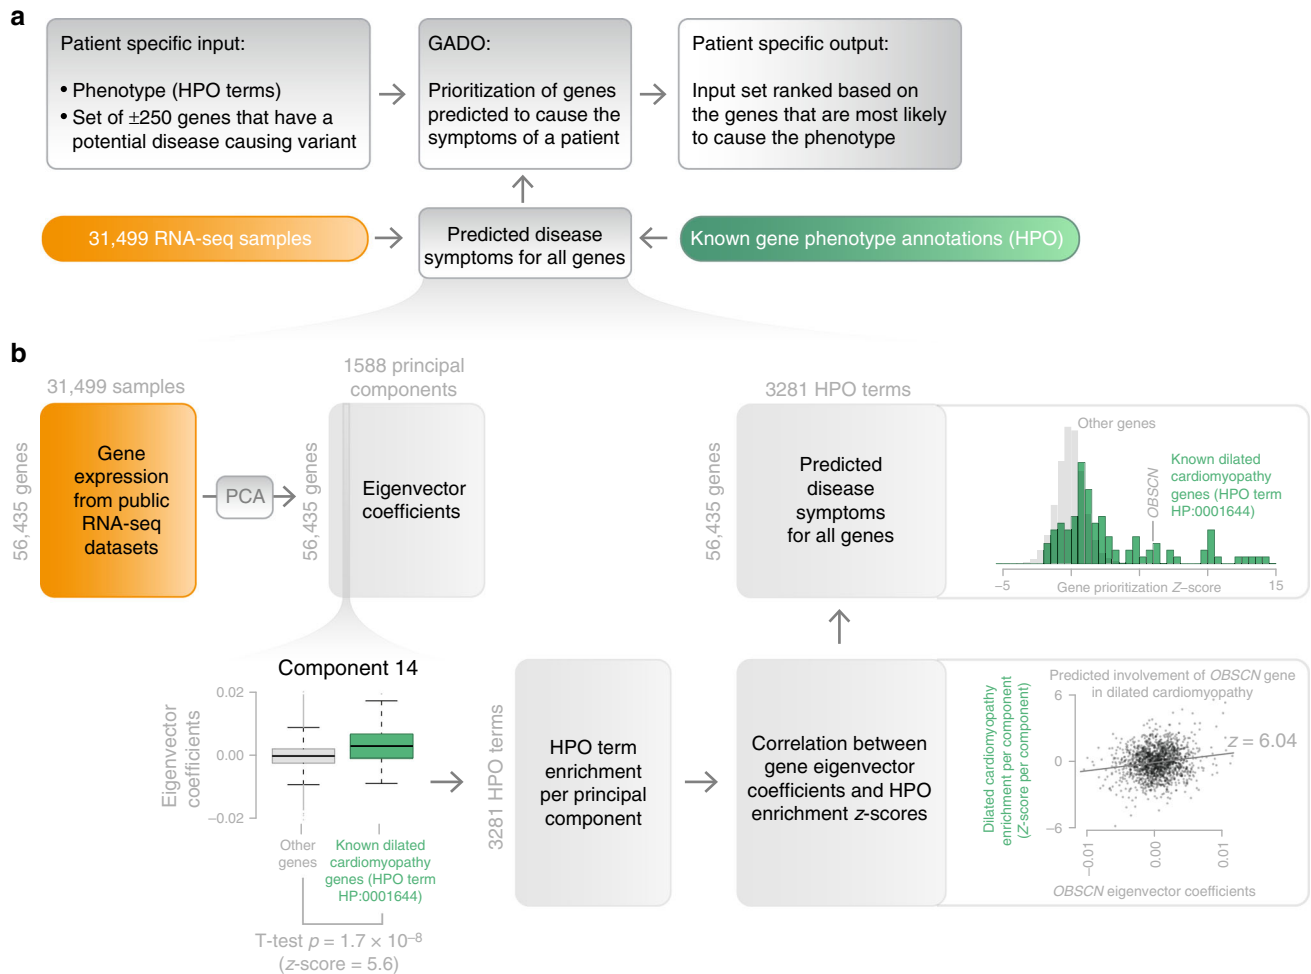 a
Patient specific input:
• Phenotype (HPO terms)
• Set of ±250 genes that have a
potential disease causing variant
GADO:
Prioritization of genes
predicted to cause the
symptoms of a patient
Patient specific output:
Input set ranked based on
the genes that are most likely
to cause the phenotype
31,499 RNA-seq samples
Predicted disease
symptoms for all genes
Known gene phenotype annotations (HPO)
b
31,499 samples
56,435 genes
Gene
expression
from public
RNA-seq
datasets
PCA
1588 principal
components
56,435 genes
Eigenvector
coefficients
3281 HPO terms
56,435 genes
Predicted
disease
symptoms
for all genes
Other genes
OBSCN
Known dilated
cardiomyopathy
genes (HPO term
HP:0001644)
−5
Gene prioritization Z−score
15
Component 14
Eigenvector
coefficients
0.02
0.00
−0.02
Other
genes
Known dilated
cardiomyopathy
genes (HPO term
HP:0001644)
T-test p = 1.7 × 10⁻⁸
(z-score = 5.6)
3281 HPO terms
HPO term
enrichment
per principal
component
Correlation between
gene eigenvector
coefficients and HPO
enrichment z-scores
Dilated cardiomyopathy
enrichment per component
(Z-score per component)
Predicted involvement of OBSCN gene
in dilated cardiomyopathy
6
0
−6
z = 6.04
−0.01
0.00
0.01
OBSCN eigenvector coefficients